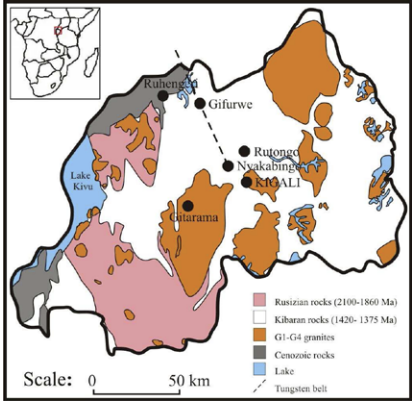 Ruhengeri
Gifurwe
Rutongo
Nyakabingo
KIGALI
Lake
Kivu
Gitarama
Rusizian rocks (2100-1860 Ma)
Kibaran rocks (1420- 1375 Ma)
G1-G4 granites
Cenozoic rocks
Lake
Tungsten belt
Scale:
0
50 km